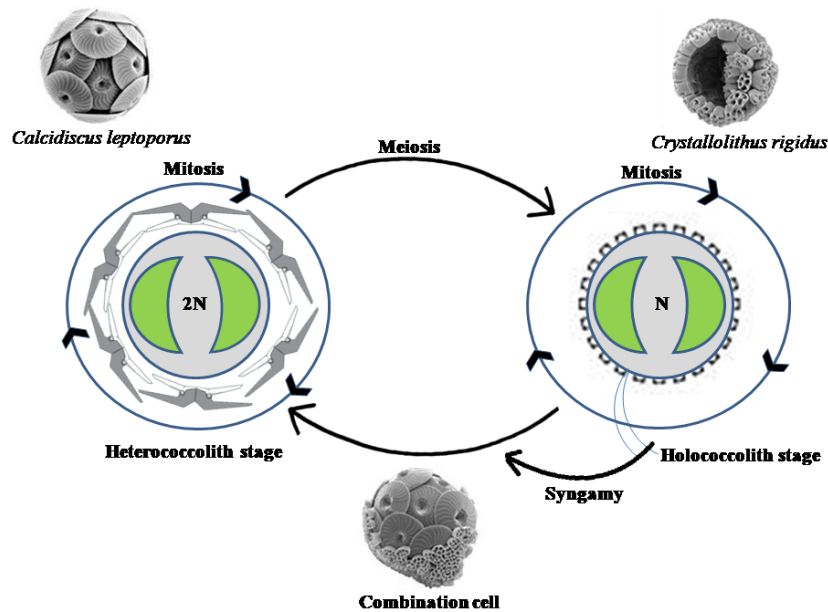 Calcidiscus leptoporus
Crystallolithus rigidus
Meiosis
Mitosis
Mitosis
2N
N
Heterococcolith stage
Holococcolith stage
Syngamy
Combination cell